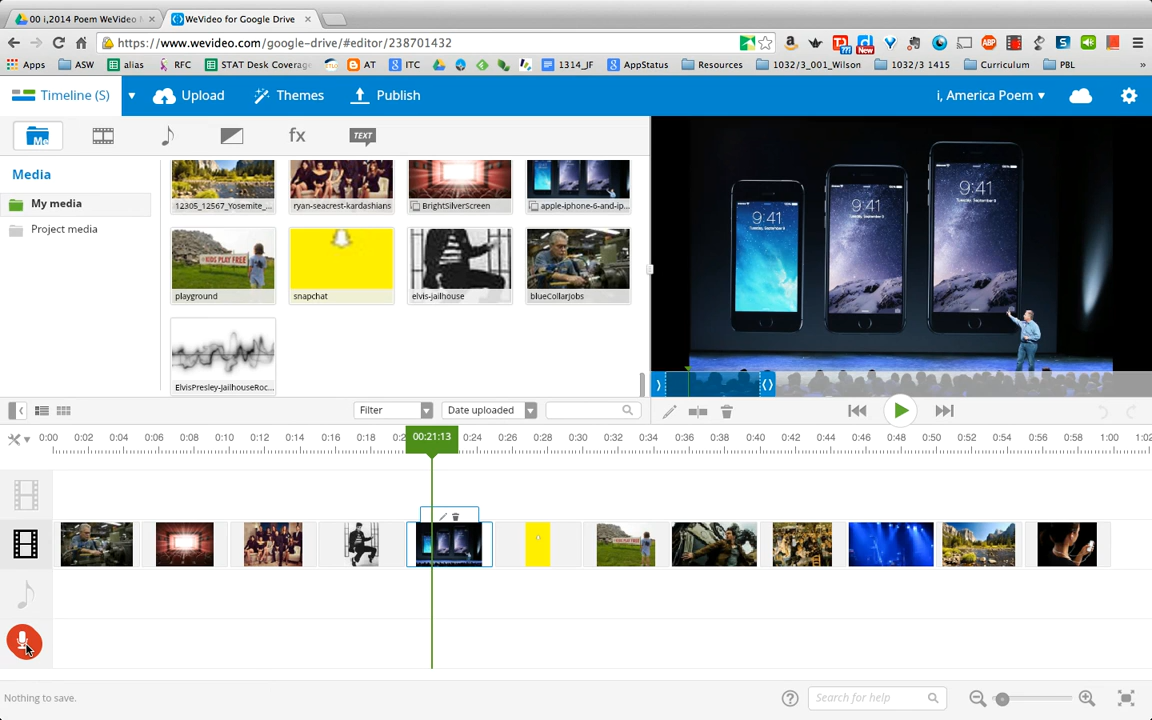 00 i,2014 Poem WeVideo
WeVideo for Google Drive
https://www.wevideo.com/google-drive/#editor/238701432
Apps ASW alias RFC STAT Desk Coverage AT ITC 1314_JF AppStatus Resources 1032/3_001_Wilson 1032/3 1415 Curriculum PBL »
Timeline (S) Upload Themes Publish i, America Poem
Me fx TEXT
Media
My media
Project media
12305_12567_Yosemite_... ryan-seacrest-kardashians BrightSilverScreen apple-iphone-6-and-ip...
KIDS PLAY FREE
playground snapchat elvis-jailhouse blueCollarJobs
ElvisPresley-JailhouseRoc...
9:41 9:41 9:41
Tuesday, September 9
Filter Date uploaded
0:00 0:02 0:04 0:06 0:08 0:10 0:12 0:14 0:16 0:18 0:2 00:21:13 0:24 0:26 0:28 0:30 0:32 0:34 0:36 0:38 0:40 0:42 0:44 0:46 0:48 0:50 0:52 0:54 0:56 0:58 1:00 1:02
Nothing to save.
Search for help